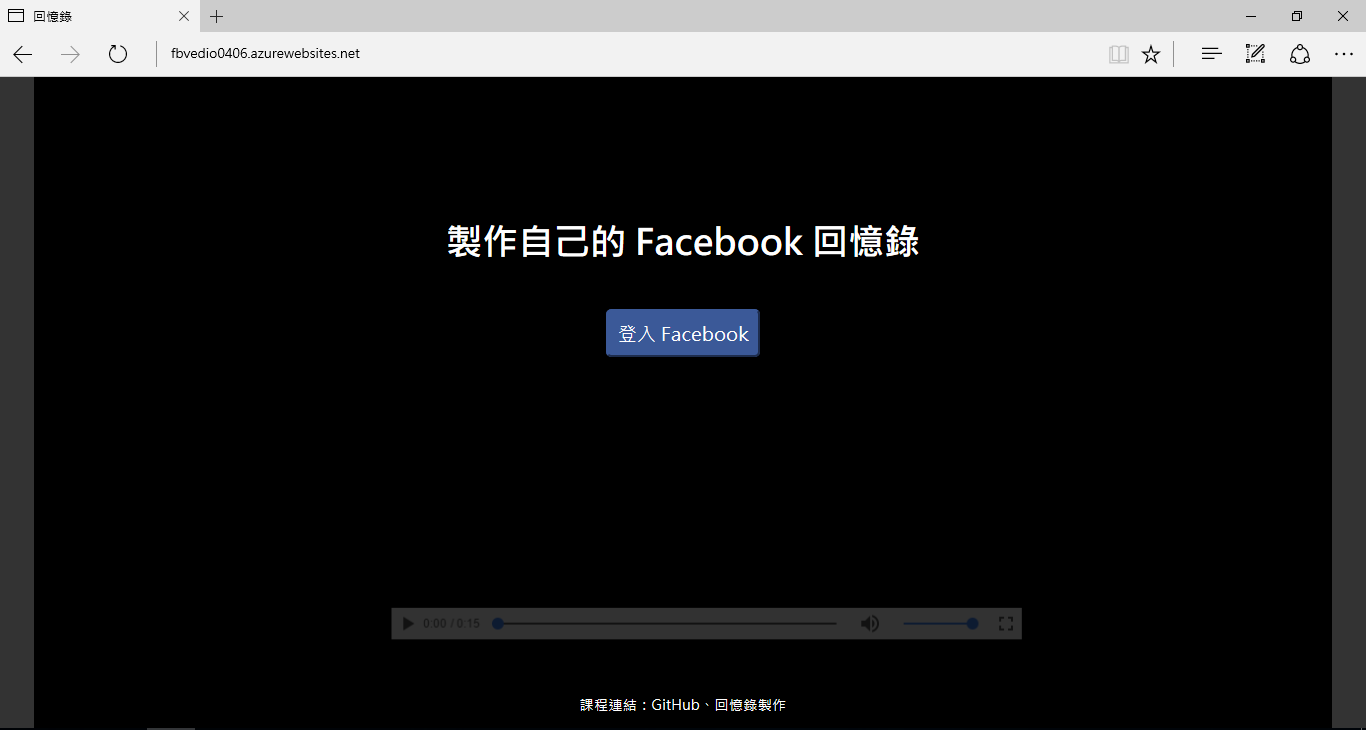 回憶錄
fbvedio0406.azurewebsites.net
製作自己的 Facebook 回憶錄
登入 Facebook
0:00 / 0:15
課程連結：GitHub、回憶錄製作